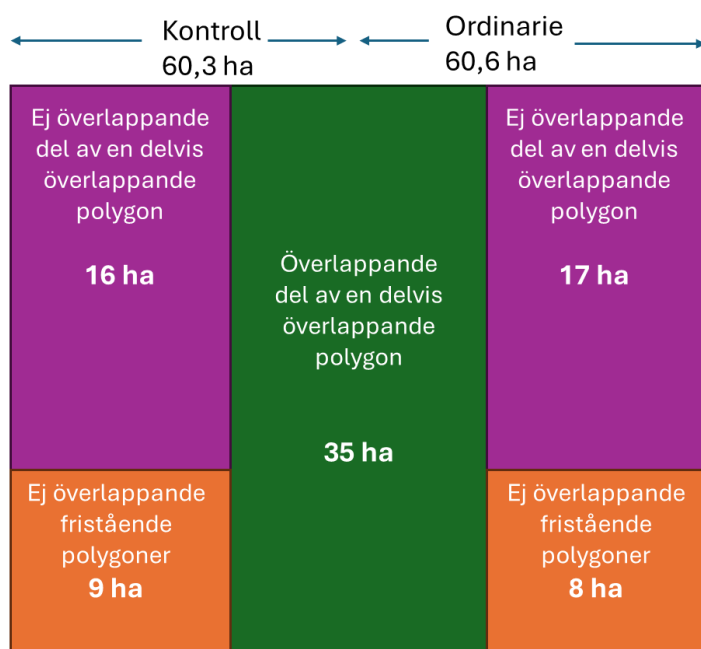 Kontroll
60,3 ha
Ordinarie
60,6 ha
Ej överlappande
del av en delvis
överlappande
polygon
16 ha
Överlappande
del av en delvis
överlappande
polygon
35 ha
Ej överlappande
del av en delvis
överlappande
polygon
17 ha
Ej överlappande
fristående
polygoner
9 ha
Ej överlappande
fristående
polygoner
8 ha